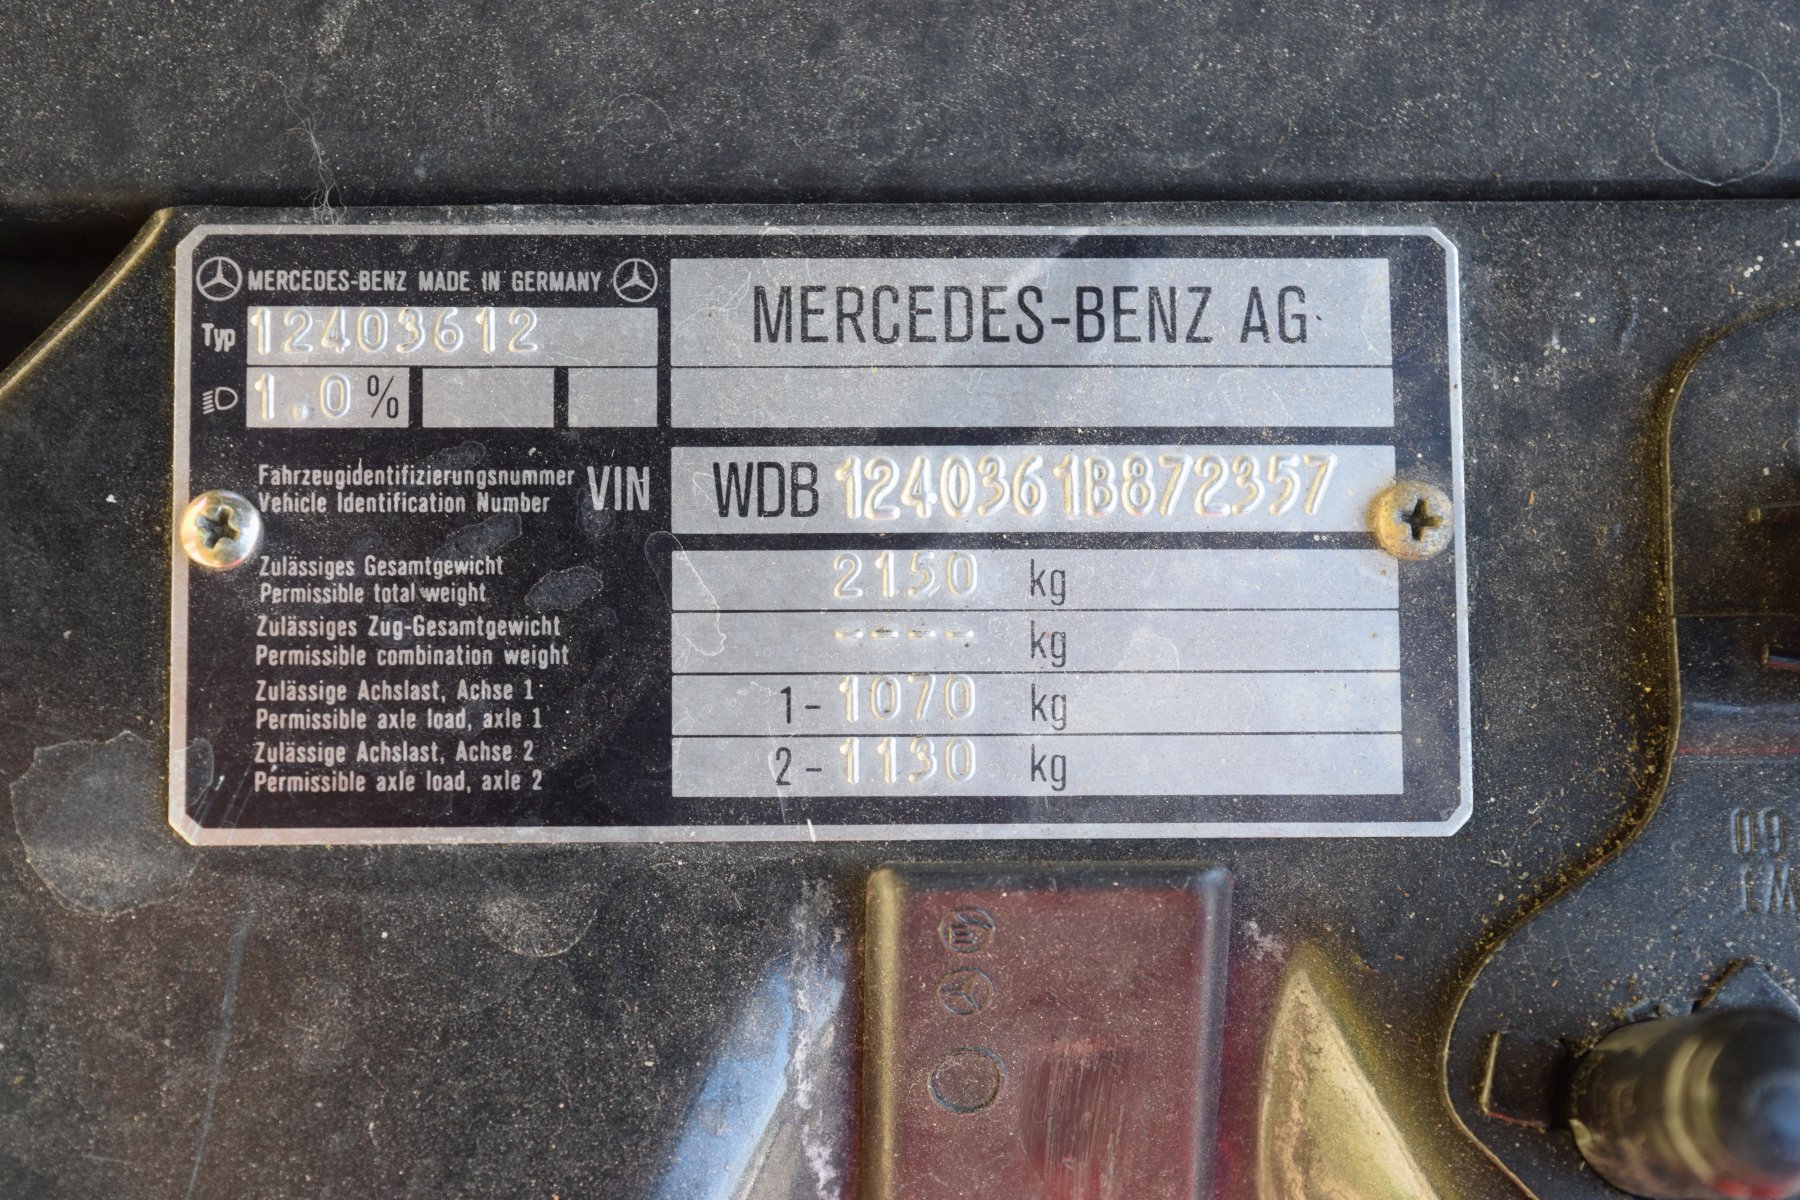 MERCEDES-BENZ MADE IN GERMANY
MERCEDES-BENZ AG
Typ 12403612
1.0 %
Fahrzeugidentifizierungsnummer
Vehicle Identification Number
VIN WDB 1240361B872357
Zulässiges Gesamtgewicht
Permissible total weight
2150 kg
Zulässiges Zug-Gesamtgewicht
Permissible combination weight
---- kg
Zulässige Achslast, Achse 1
Permissible axle load, axle 1
1 - 1070 kg
Zulässige Achslast, Achse 2
Permissible axle load, axle 2
2 - 1130 kg